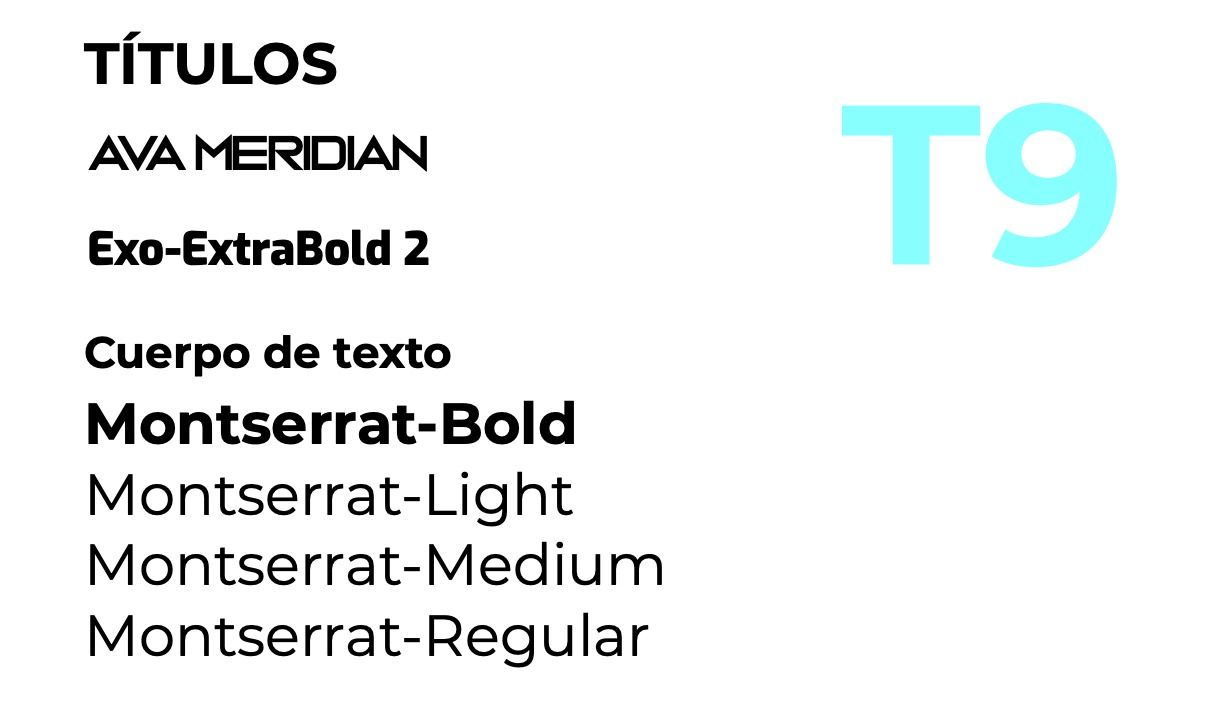 TÍTULOS
AVA MERIDIAN
Exo-ExtraBold 2
Cuerpo de texto
Montserrat-Bold
Montserrat-Light
Montserrat-Medium
Montserrat-Regular
T9